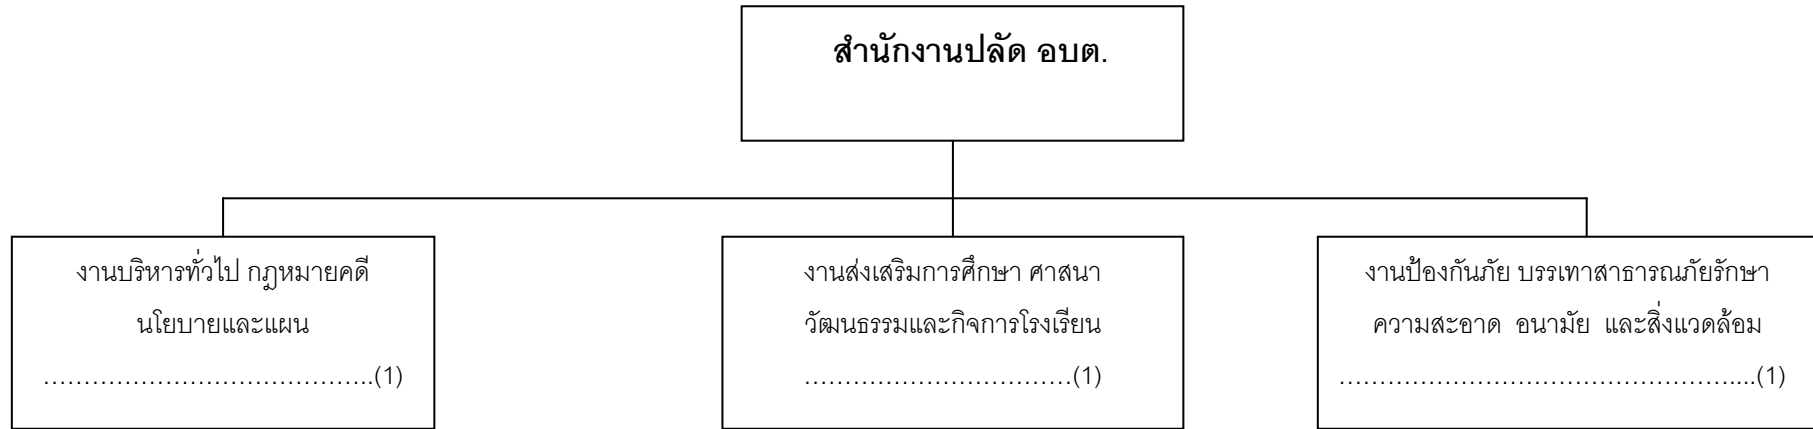 สำนักงานปลัด อบต.
งานบริหารทั่วไป กฎหมายคดี
นโยบายและแผน
…………………………………..(1)
งานส่งเสริมการศึกษา ศาสนา
วัฒนธรรมและกิจการโรงเรียน
……………………………(1)
งานป้องกันภัย บรรเทาสาธารณภัยรักษา
ความสะอาด อนามัย และสิ่งแวดล้อม
…………………………………………....(1)